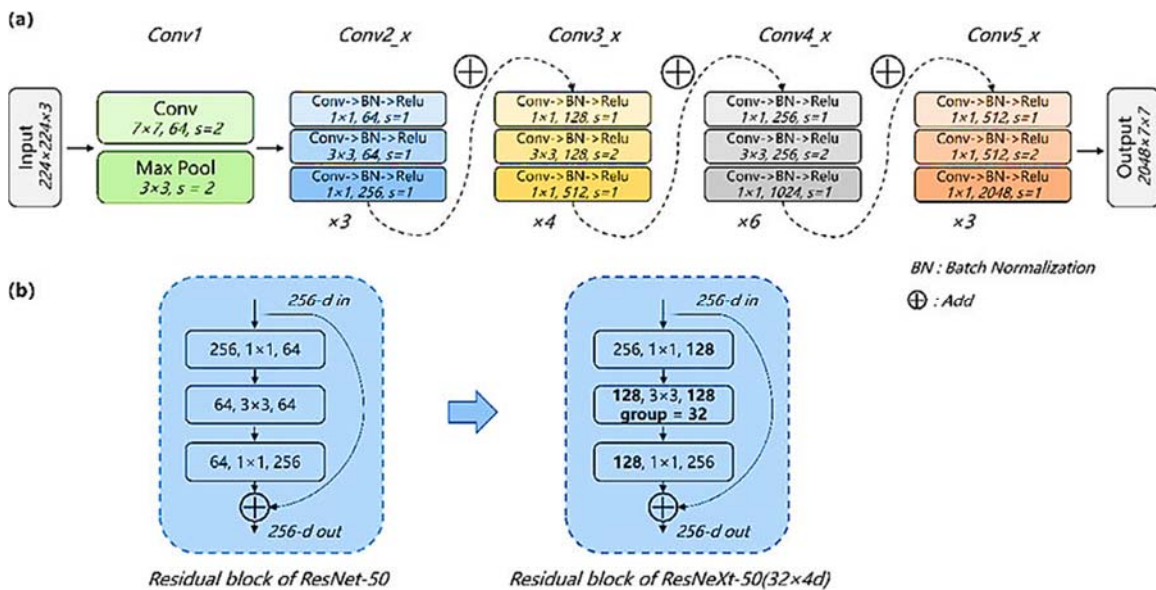 (a)
Conv1
Conv2_x
Conv3_x
Conv4_x
Conv5_x
Input
224×224×3
Conv
7×7, 64, s=2
Max Pool
3×3, s = 2
Conv->BN->Relu
1×1, 64, s=1
Conv->BN->Relu
3×3, 64, s=1
Conv->BN->Relu
1×1, 256, s=1
×3
Conv->BN->Relu
1×1, 128, s=1
Conv->BN->Relu
3×3, 128, s=2
Conv->BN->Relu
1×1, 512, s=1
×4
Conv->BN->Relu
1×1, 256, s=1
Conv->BN->Relu
3×3, 256, s=2
Conv->BN->Relu
1×1, 1024, s=1
×6
Conv->BN->Relu
1×1, 512, s=1
Conv->BN->Relu
1×1, 512, s=2
Conv->BN->Relu
1×1, 2048, s=1
×3
Output
2048×7×7
BN : Batch Normalization
: Add
(b)
256-d in
256, 1×1, 64
64, 3×3, 64
64, 1×1, 256
256-d out
Residual block of ResNet-50
256-d in
256, 1×1, 128
128, 3×3, 128
group = 32
128, 1×1, 256
256-d out
Residual block of ResNeXt-50(32×4d)